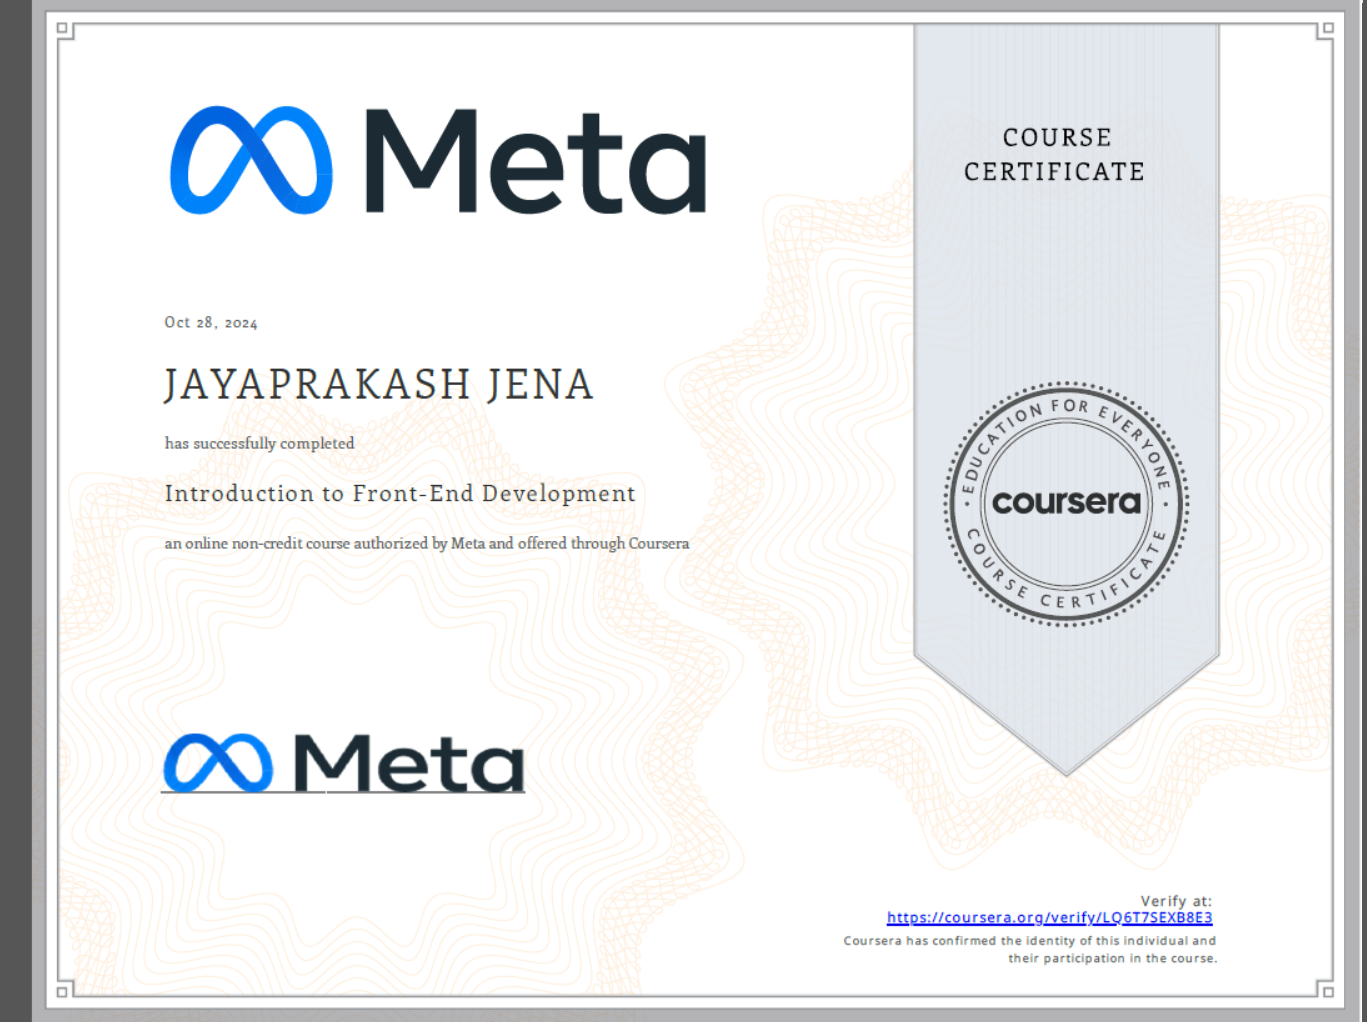 Meta
COURSE
CERTIFICATE
Oct 28, 2024
JAYAPRAKASH JENA
has successfully completed
Introduction to Front-End Development
an online non-credit course authorized by Meta and offered through Coursera
EDUCATION FOR EVERYONE
coursera
COURSE CERTIFICATE
Meta
Verify at:
https://coursera.org/verify/LQ6T7SEXB8E3
Coursera has confirmed the identity of this individual and
their participation in the course.